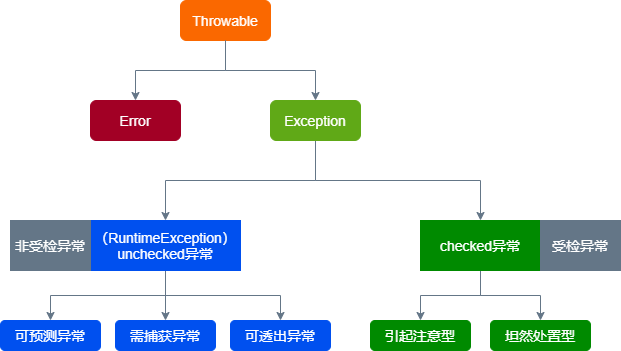 Throwable
Error
Exception
非受检异常
（RuntimeException）
unchecked异常
checked异常
受检异常
可预测异常
需捕获异常
可透出异常
引起注意型
坦然处置型